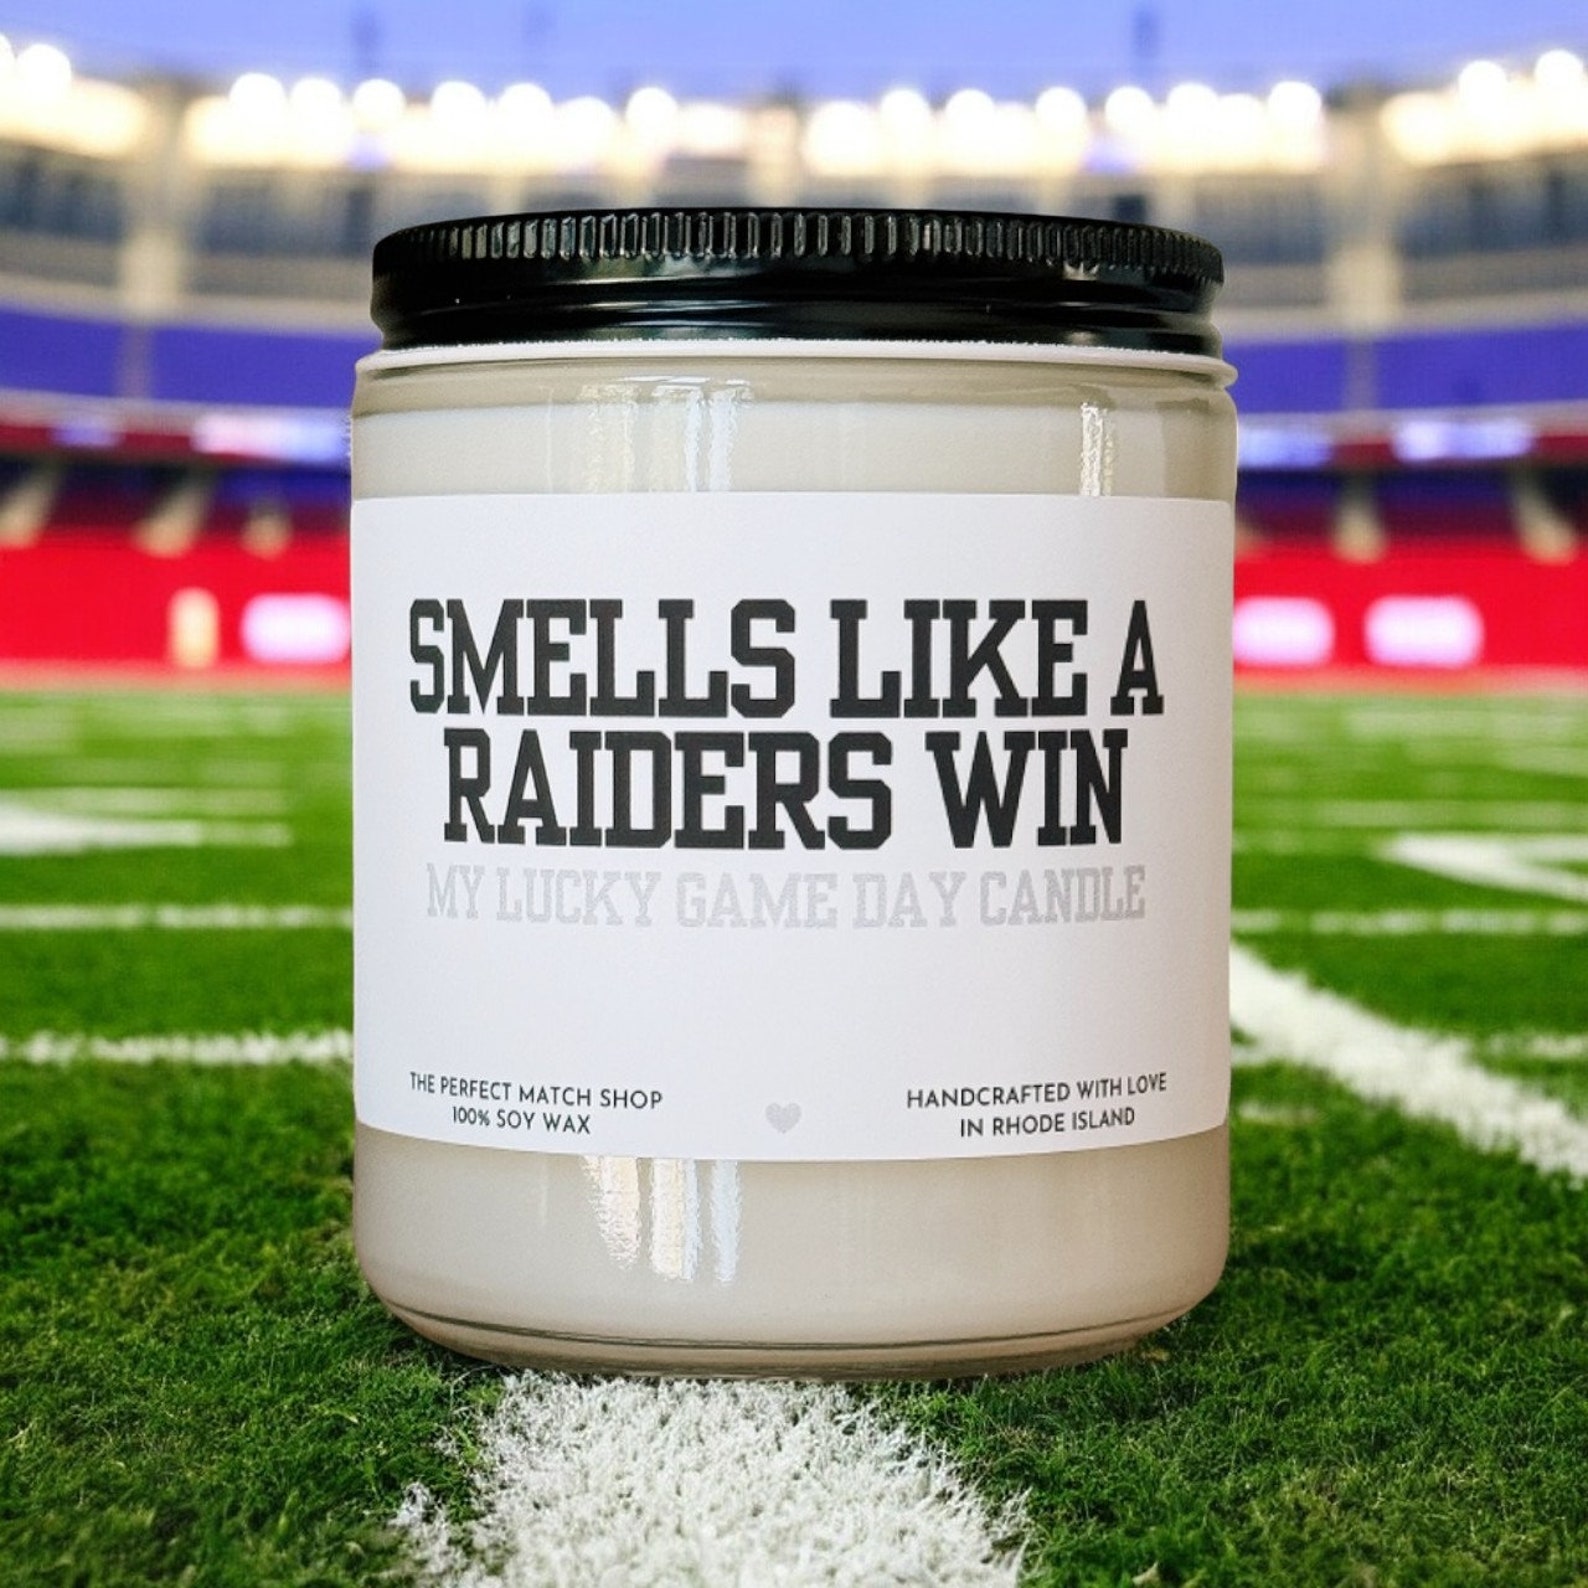 SMELLS LIKE A
RAIDERS WIN
MY LUCKY GAME DAY CANDLE
THE PERFECT MATCH SHOP
100% SOY WAX
HANDCRAFTED WITH LOVE
IN RHODE ISLAND